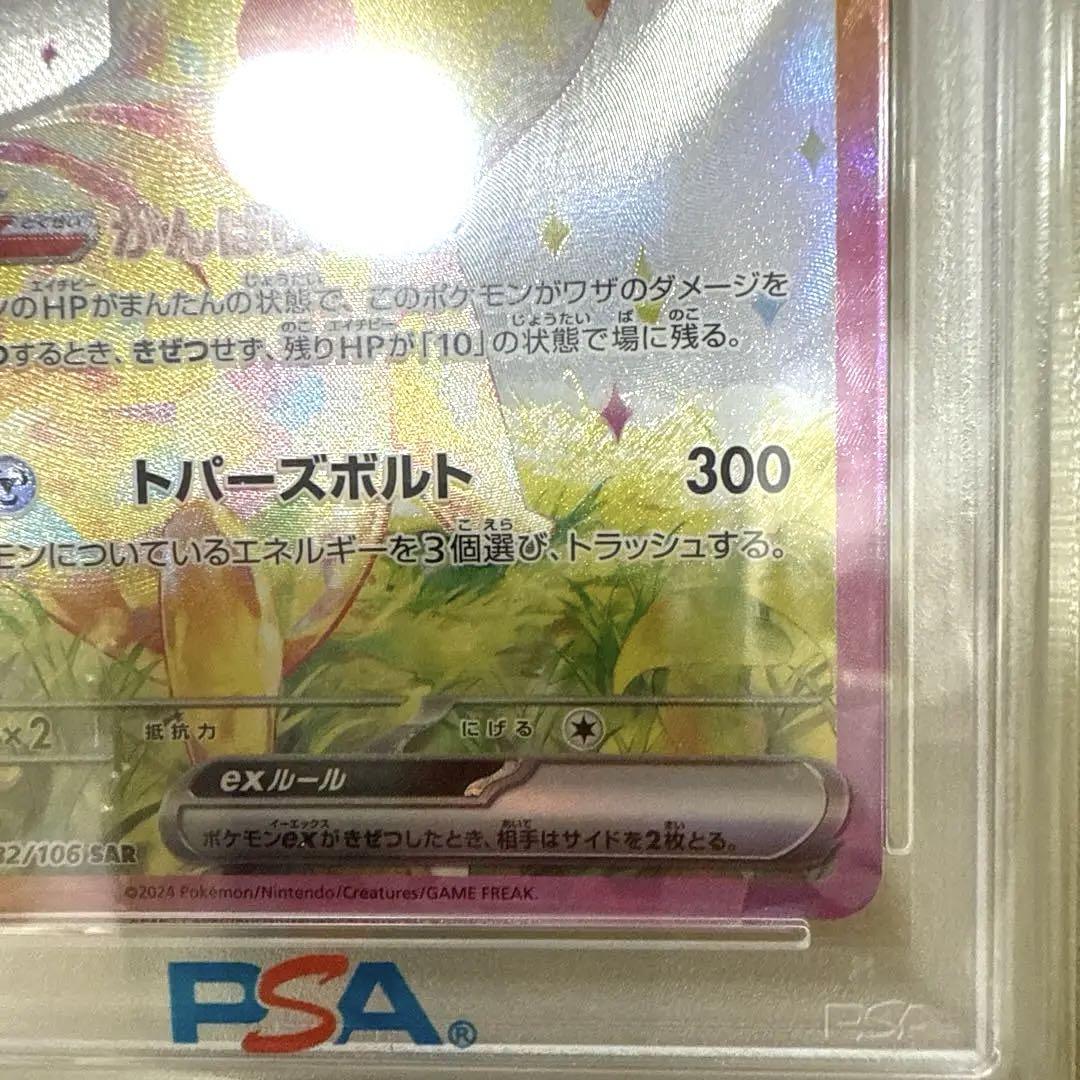 とくせい がんば
ンのHPがまんたんの状態で、このポケモンがワザのダメージを
つするとき、きぜつせず、残りHPが「10」の状態で場に残る。
トパーズボルト 300
モンについているエネルギーを3個選び、トラッシュする。
×2 抵抗力 にげる
exルール
ポケモンexがきぜつしたとき、相手はサイドを2枚とる。
32/106 SAR
©2024 Pokémon/Nintendo/Creatures/GAME FREAK.
PSA®
PSA